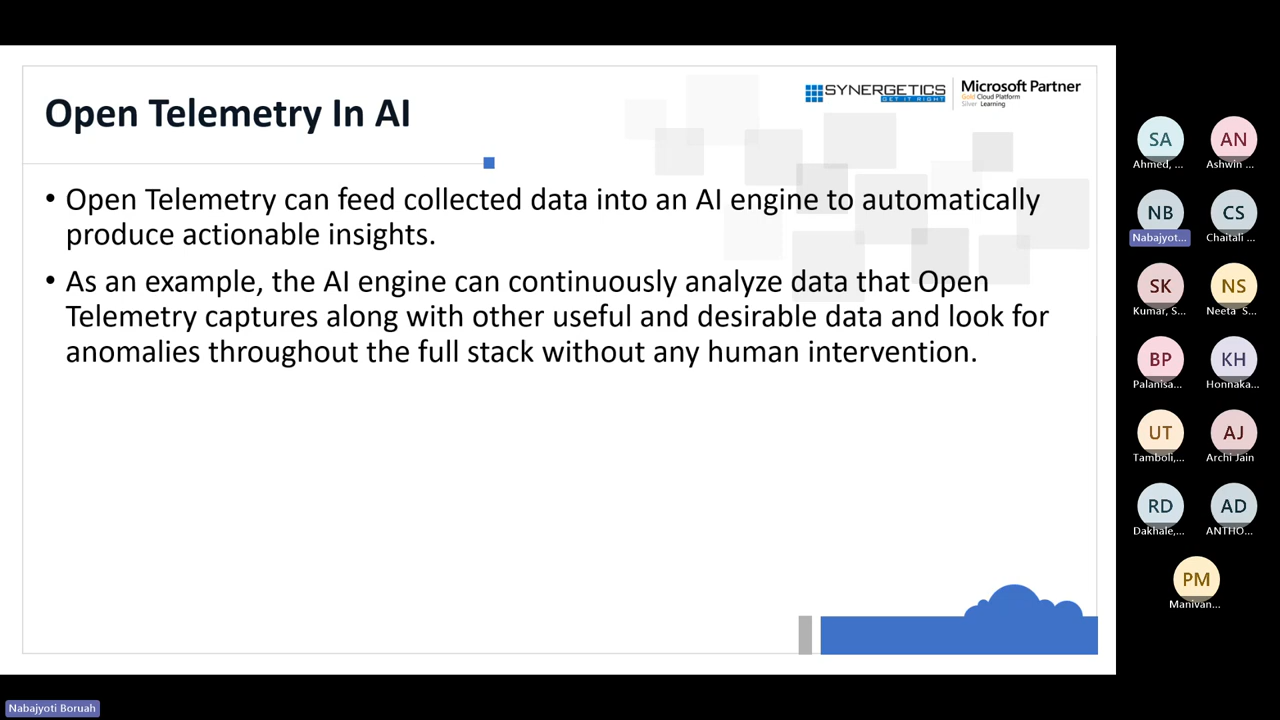 Open Telemetry In AI
SYNERGETICS
GET IT RIGHT
Microsoft Partner
Gold Cloud Platform
Silver Learning
• Open Telemetry can feed collected data into an AI engine to automatically
produce actionable insights.
• As an example, the AI engine can continuously analyze data that Open
Telemetry captures along with other useful and desirable data and look for
anomalies throughout the full stack without any human intervention.
SA
Ahmed, ...
AN
Ashwin ...
NB
Nabajyot...
CS
Chaitali ...
SK
Kumar, S...
NS
Neeta S...
BP
Palanisa...
KH
Honnaka...
UT
Tamboli,...
AJ
Archi Jain
RD
Dakhale,...
AD
ANTHO...
PM
Manivan...
Nabajyoti Boruah